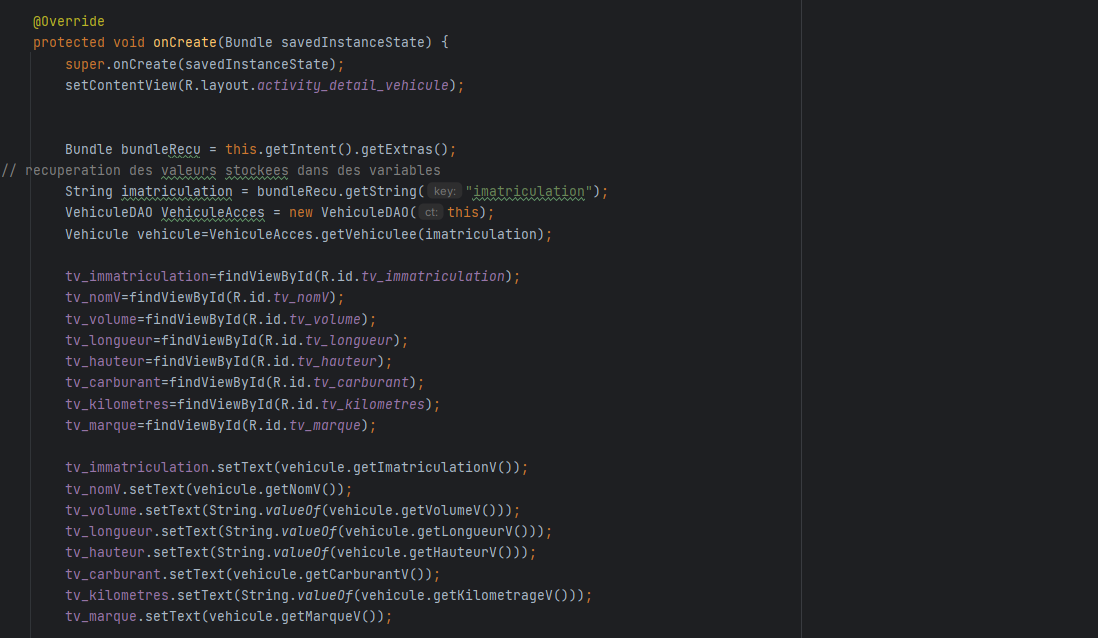 @Override
protected void onCreate(Bundle savedInstanceState) {
super.onCreate(savedInstanceState);
setContentView(R.layout.activity_detail_vehicule);
Bundle bundleRecu = this.getIntent().getExtras();
// recuperation des valeurs stockees dans des variables
String imatriculation = bundleRecu.getString( key: "imatriculation");
VehiculeDAO VehiculeAcces = new VehiculeDAO( ct: this);
Vehicule vehicule=VehiculeAcces.getVehiculee(imatriculation);
tv_immatriculation=findViewById(R.id.tv_immatriculation);
tv_nomV=findViewById(R.id.tv_nomV);
tv_volume=findViewById(R.id.tv_volume);
tv_longueur=findViewById(R.id.tv_longueur);
tv_hauteur=findViewById(R.id.tv_hauteur);
tv_carburant=findViewById(R.id.tv_carburant);
tv_kilometres=findViewById(R.id.tv_kilometres);
tv_marque=findViewById(R.id.tv_marque);
tv_immatriculation.setText(vehicule.getImatriculationV());
tv_nomV.setText(vehicule.getNomV());
tv_volume.setText(String.valueOf(vehicule.getVolumeV()));
tv_longueur.setText(String.valueOf(vehicule.getLongueurV()));
tv_hauteur.setText(String.valueOf(vehicule.getHauteurV()));
tv_carburant.setText(vehicule.getCarburantV());
tv_kilometres.setText(String.valueOf(vehicule.getKilometrageV()));
tv_marque.setText(vehicule.getMarqueV());